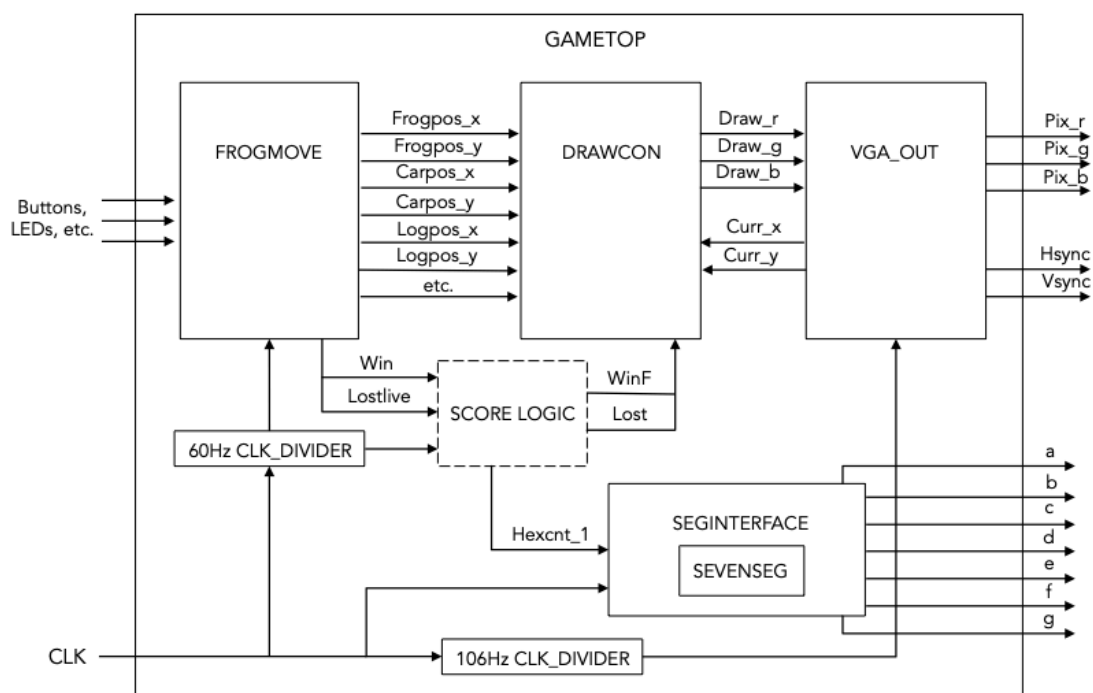 GAMETOP
FROGMOVE
Frogpos_x
Frogpos_y
Carpos_x
Carpos_y
Logpos_x
Logpos_y
etc.
DRAWCON
Draw_r
Draw_g
Draw_b
Curr_x
Curr_y
VGA_OUT
Pix_r
Pix_g
Pix_b
Hsync
Vsync
Buttons,
LEDs, etc.
Win
Lostlive
SCORE LOGIC
WinF
Lost
60Hz CLK_DIVIDER
Hexcnt_1
SEGINTERFACE
SEVENSEG
a
b
c
d
e
f
g
CLK
106Hz CLK_DIVIDER